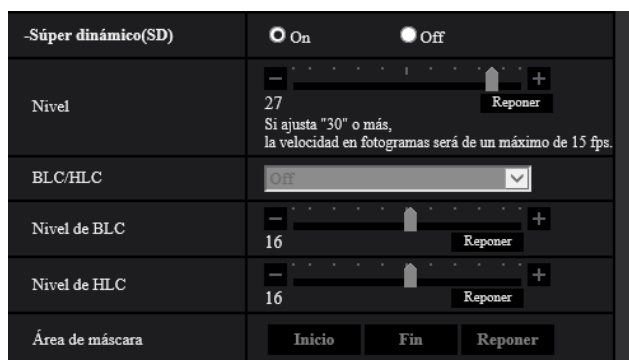 -Súper dinámico(SD)
On Off
Nivel
- +
27 Reponer
Si ajusta "30" o más,
la velocidad en fotogramas será de un máximo de 15 fps.
BLC/HLC
Off
Nivel de BLC
- +
16 Reponer
Nivel de HLC
- +
16 Reponer
Área de máscara
Inicio Fin Reponer